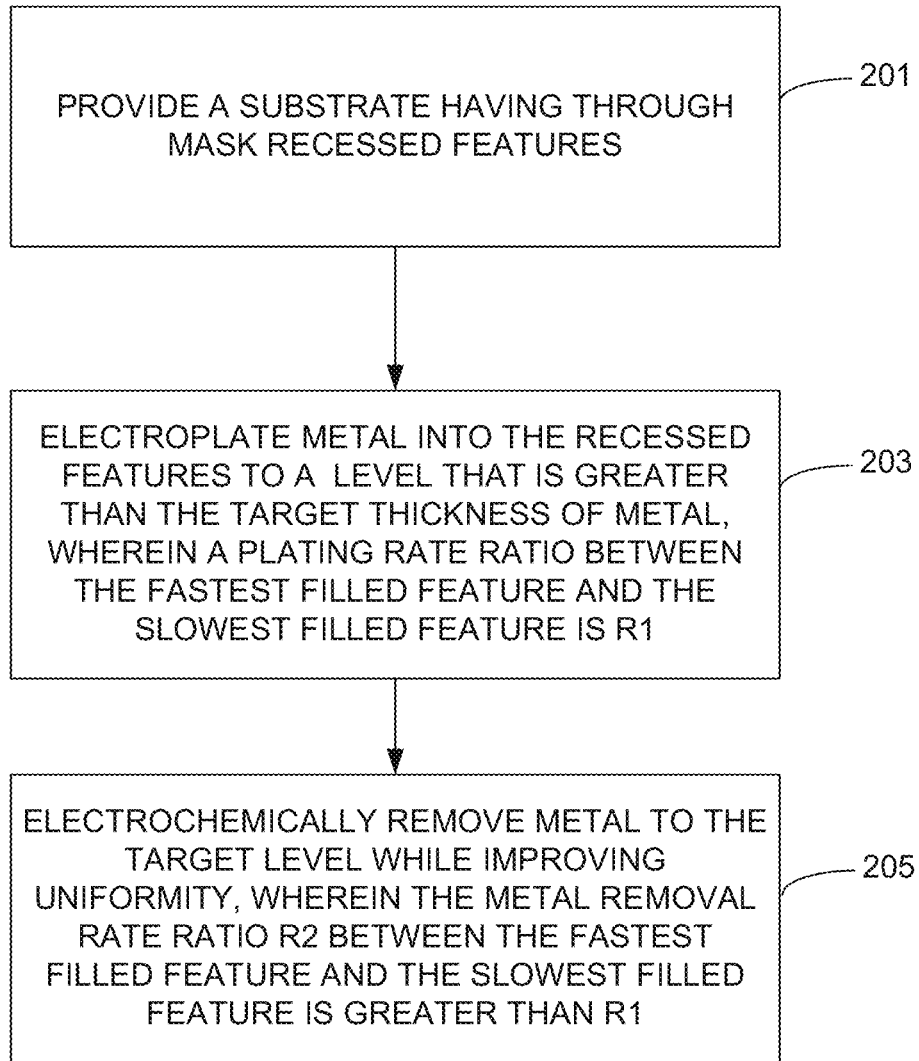 PROVIDE A SUBSTRATE HAVING THROUGH
MASK RECESSED FEATURES
201
ELECTROPLATE METAL INTO THE RECESSED
FEATURES TO A LEVEL THAT IS GREATER
THAN THE TARGET THICKNESS OF METAL,
WHEREIN A PLATING RATE RATIO BETWEEN
THE FASTEST FILLED FEATURE AND THE
SLOWEST FILLED FEATURE IS R1
203
ELECTROCHEMICALLY REMOVE METAL TO THE
TARGET LEVEL WHILE IMPROVING
UNIFORMITY, WHEREIN THE METAL REMOVAL
RATE RATIO R2 BETWEEN THE FASTEST
FILLED FEATURE AND THE SLOWEST FILLED
FEATURE IS GREATER THAN R1
205